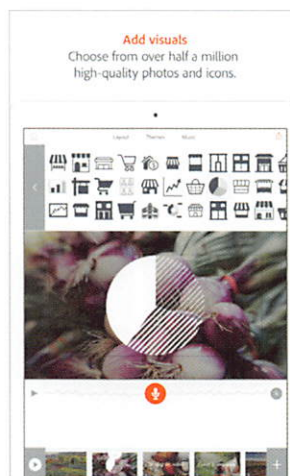 Add visuals
Choose from over half a million
high-quality photos and icons.
Layout Themes Music